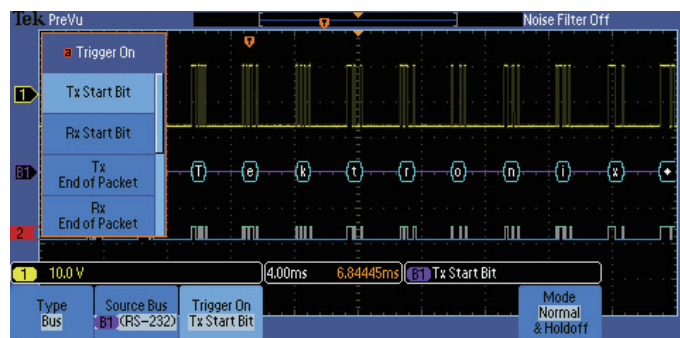 Tek PreVu
Noise Filter Off
a Trigger On
Tx Start Bit
Rx Start Bit
Tx
End of Packet
Rx
End of Packet
T
1
B1 T e k t r o n i x
2
1 10.0 V
4.00ms 6.84445ms
B1 Tx Start Bit
Type
Bus
Source Bus
B1 (RS-232)
Trigger On
Tx Start Bit
Mode
Normal
& Holdoff